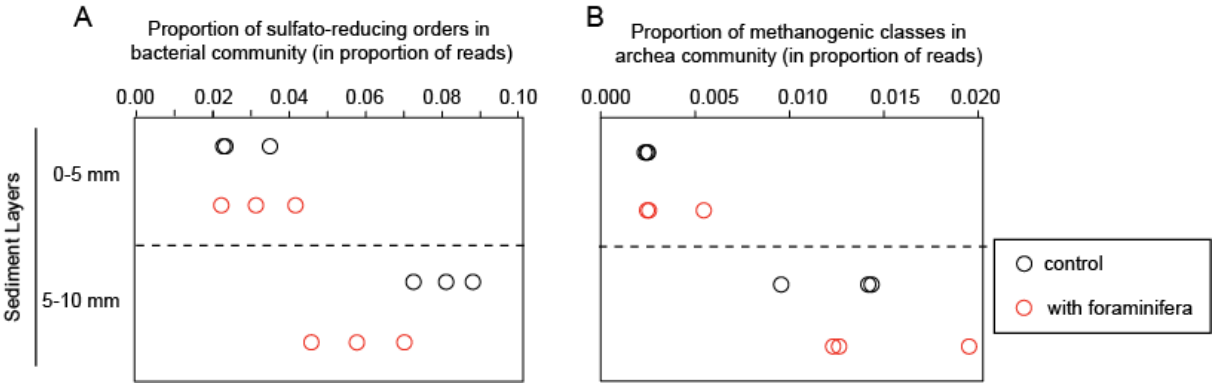 A
Proportion of sulfato-reducing orders in
bacterial community (in proportion of reads)
0.00 0.02 0.04 0.06 0.08 0.10
B
Proportion of methanogenic classes in
archea community (in proportion of reads)
0.000 0.005 0.010 0.015 0.020
Sediment Layers
0-5 mm
5-10 mm
control
with foraminifera